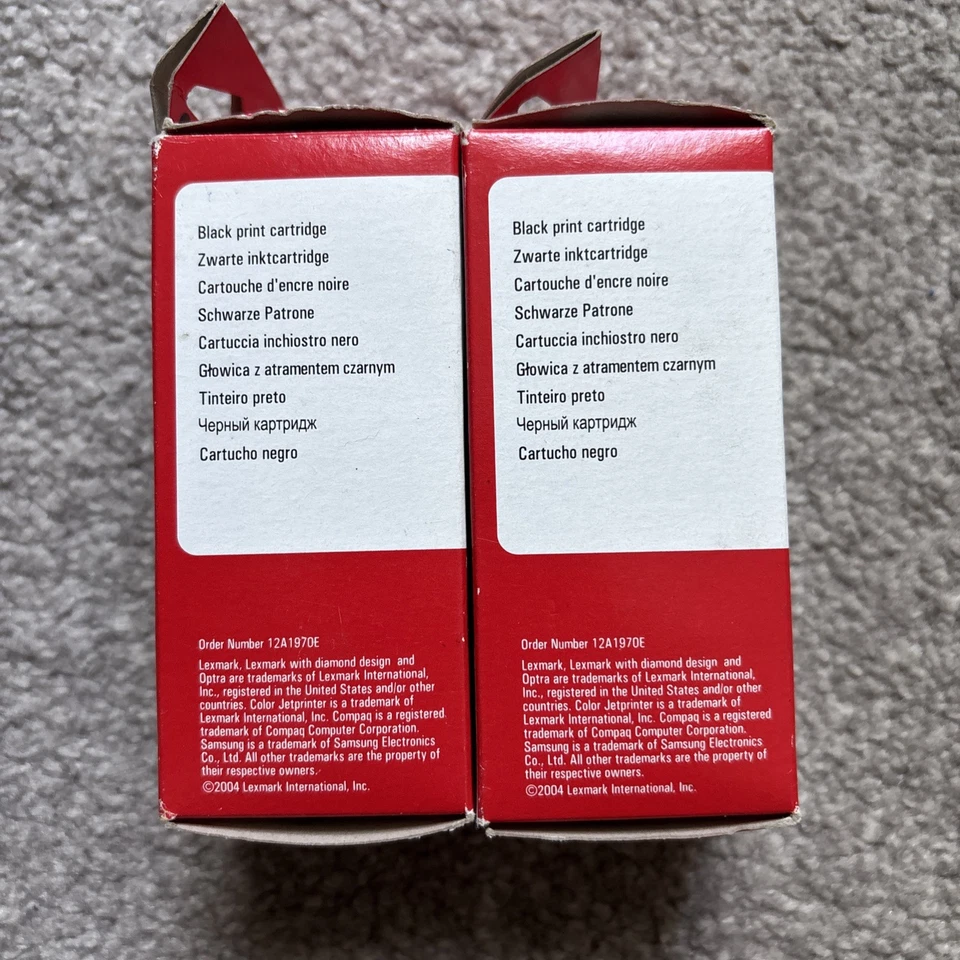 Black print cartridge
Zwarte inktcartridge
Cartouche d'encre noire
Schwarze Patrone
Cartuccia inchiostro nero
Głowica z atramentem czarnym
Tinteiro preto
Черный картридж
Cartucho negro
Order Number 12A1970E
Lexmark, Lexmark with diamond design and
Optra are trademarks of Lexmark International,
Inc., registered in the United States and/or other
countries. Color Jetprinter is a trademark of
Lexmark International, Inc. Compaq is a registered
trademark of Compaq Computer Corporation.
Samsung is a trademark of Samsung Electronics
Co., Ltd. All other trademarks are the property of
their respective owners.
©2004 Lexmark International, Inc.
Black print cartridge
Zwarte inktcartridge
Cartouche d'encre noire
Schwarze Patrone
Cartuccia inchiostro nero
Głowica z atramentem czarnym
Tinteiro preto
Черный картридж
Cartucho negro
Order Number 12A1970E
Lexmark, Lexmark with diamond design and
Optra are trademarks of Lexmark International,
Inc., registered in the United States and/or other
countries. Color Jetprinter is a trademark of
Lexmark International, Inc. Compaq is a registered
trademark of Compaq Computer Corporation.
Samsung is a trademark of Samsung Electronics
Co., Ltd. All other trademarks are the property of
their respective owners.
©2004 Lexmark International, Inc.